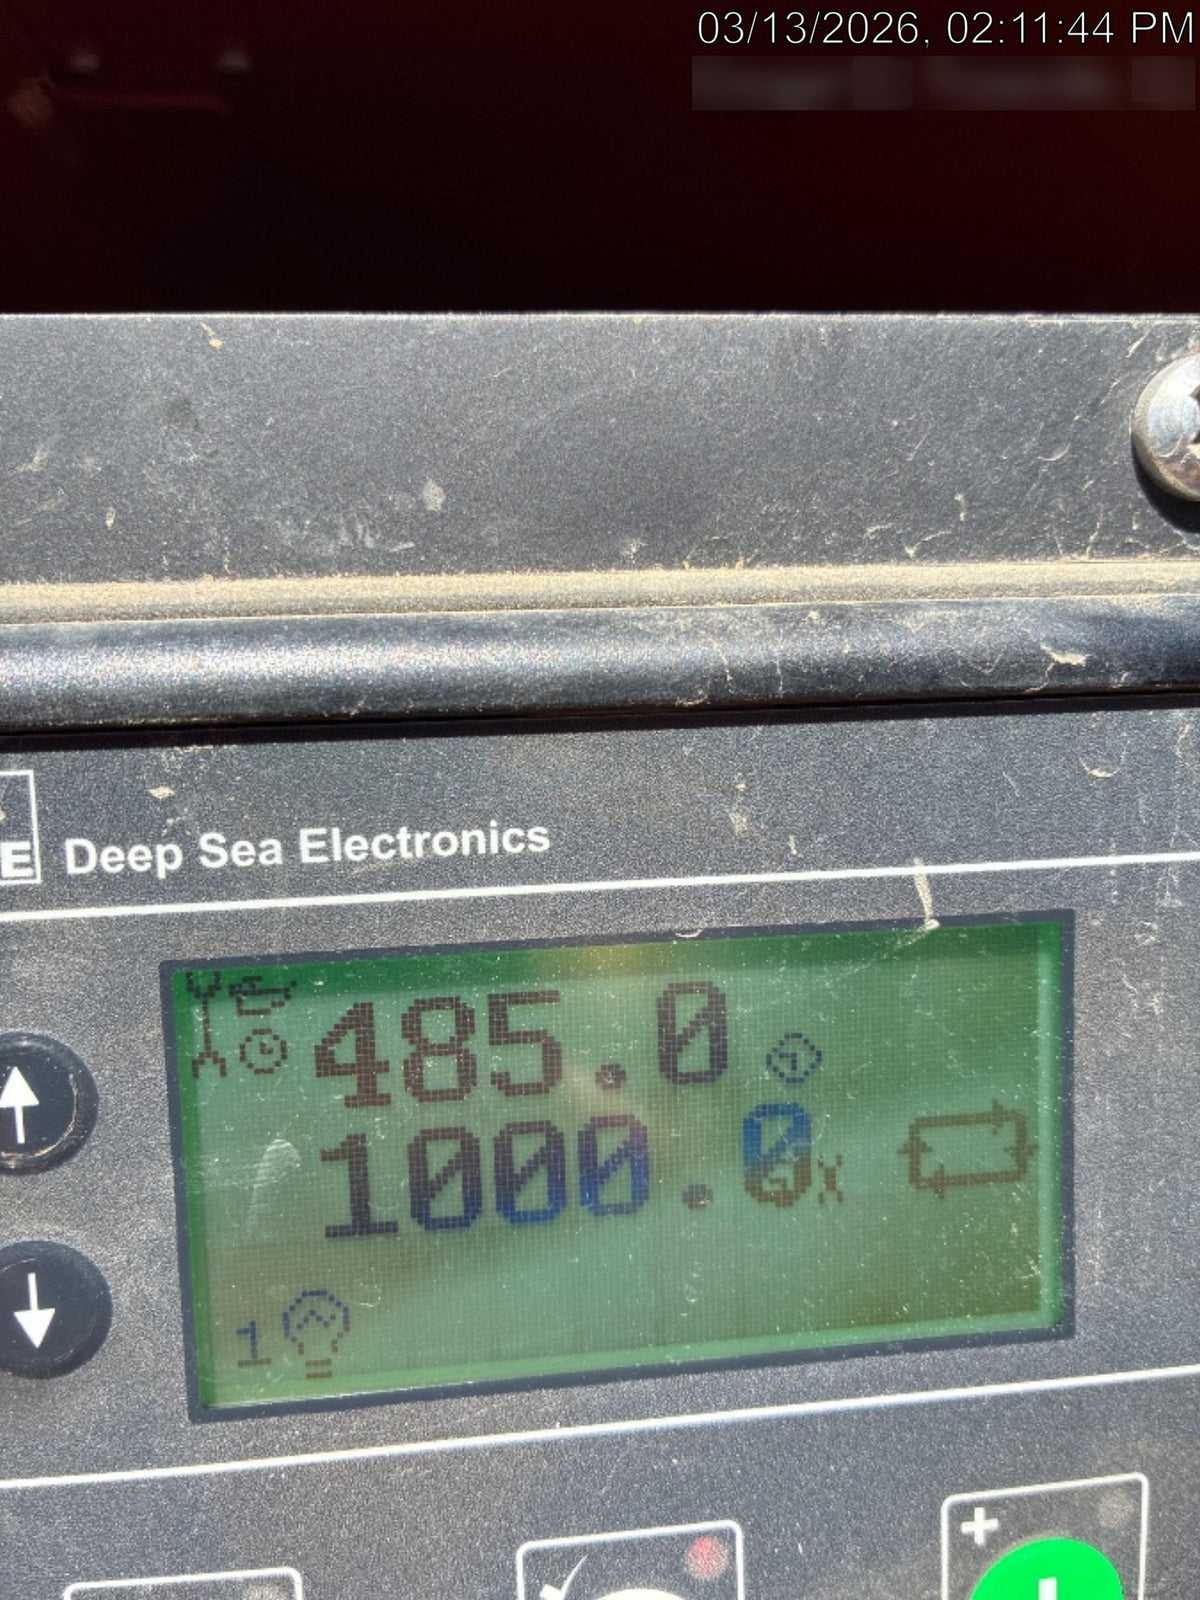 03/13/2026, 02:11:44 PM
E Deep Sea Electronics
485.0
1000.0
1